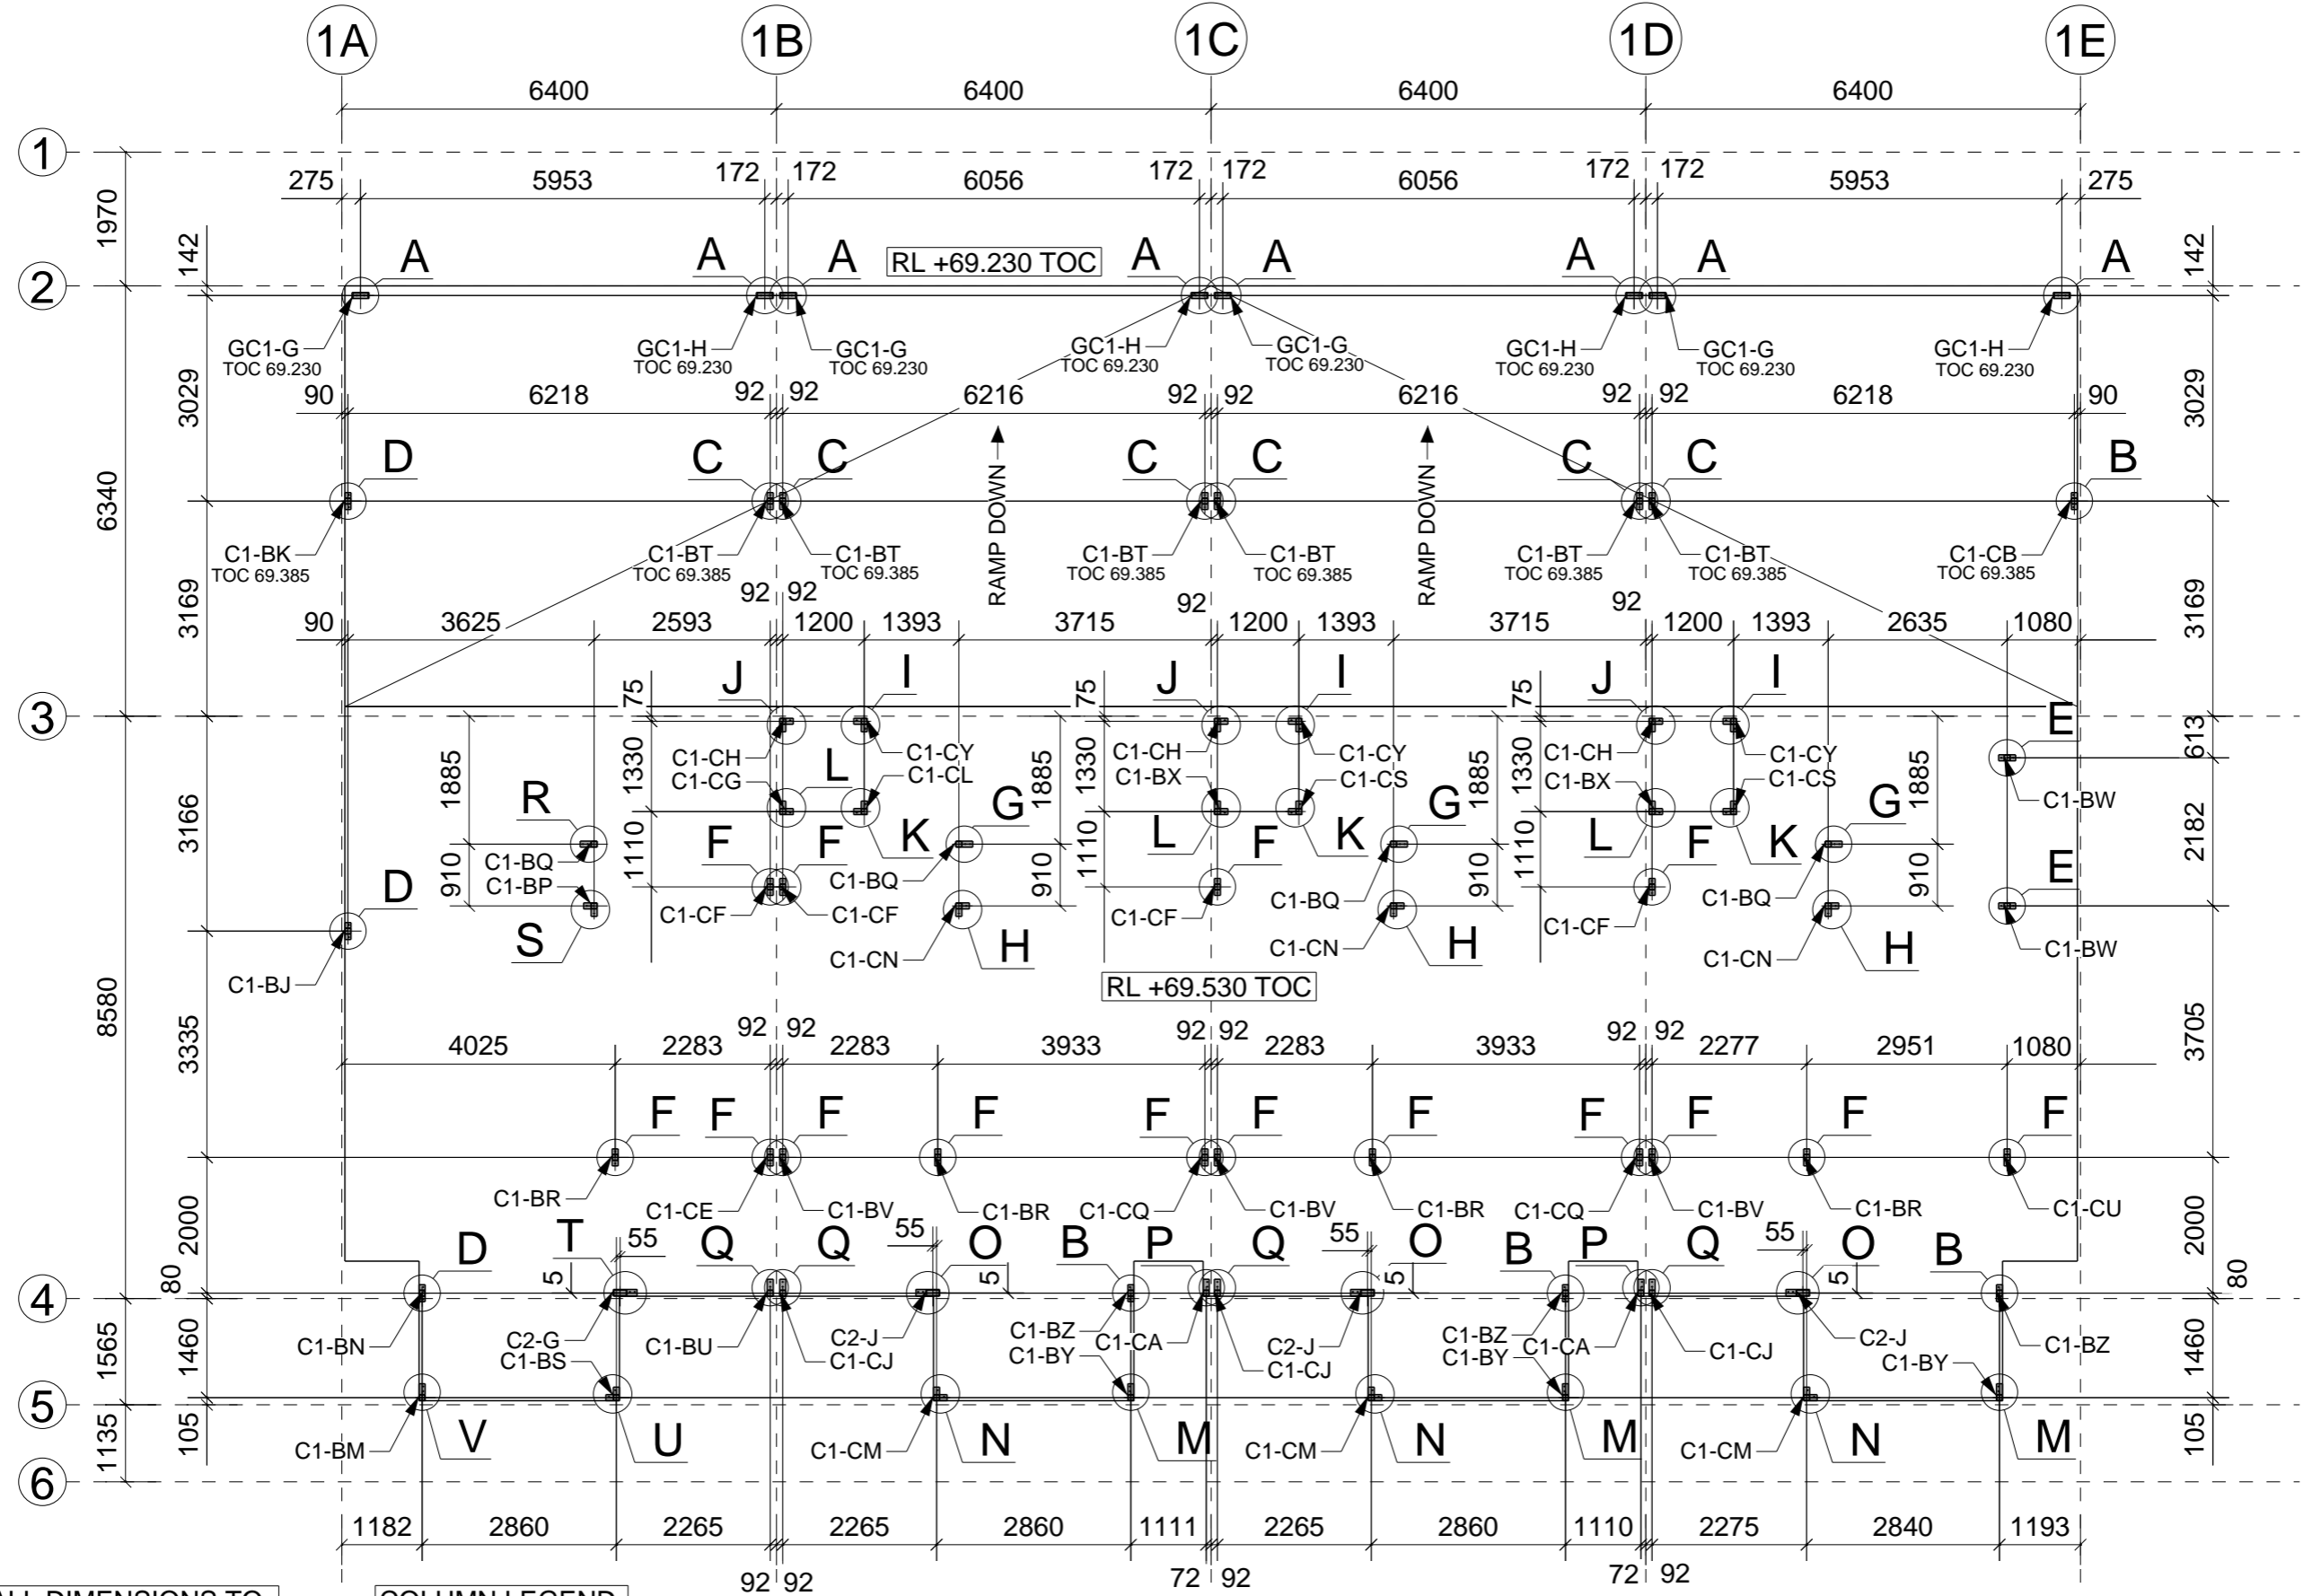 1A 1B 1C 1D 1E
6400 6400 6400 6400
1
275 5953 172 172 6056 172 172 6056 172 172 5953 275
1970
142 142
A A A RL +69.230 TOC A A A A A
2
GC1-G GC1-H GC1-G GC1-H GC1-G GC1-H GC1-G GC1-H
TOC 69.230 TOC 69.230 TOC 69.230 TOC 69.230 TOC 69.230 TOC 69.230 TOC 69.230 TOC 69.230
3029 3029
90 6218 92 92 6216 92 92 6216 92 92 6218 90
D C C C C C C B
6340
RAMP DOWN RAMP DOWN
C1-BK C1-BT C1-BT C1-BT C1-BT C1-BT C1-BT C1-CB
TOC 69.385 TOC 69.385 TOC 69.385 TOC 69.385 TOC 69.385 TOC 69.385 TOC 69.385 TOC 69.385
3169 3169
92 92 92 92
90 3625 2593 1200 1393 3715 1200 1393 3715 1200 1393 2635 1080
J I J I J I
75 75 75
3
E
613
C1-CH C1-CY C1-CH C1-CY C1-CH C1-CY
C1-CG L C1-CL C1-BX C1-CS C1-BX C1-CS
1885 1330 1885 1330 1885 1330 1885
C1-BW
R G G G
3166 2182
C1-BQ F F K L F K L F K
C1-BP C1-BQ C1-BQ C1-BQ
910 1110 910 1110 910 1110 910
D E
C1-CF C1-CF C1-CF C1-CF
S C1-CN H C1-CN H C1-CN H C1-BW
C1-BJ
RL +69.530 TOC
8580
3335 3705
92 92 92 92 92 92
4025 2283 2283 3933 2283 3933 2277 2951 1080
F F F F F F F F F F F
C1-BR C1-CE C1-BV C1-BR C1-CQ C1-BV C1-BR C1-CQ C1-BV C1-BR C1-CU
2000 2000
D T 55 Q Q 55 O B P Q 55 O B P Q 55 O B
80 5 5 5 5 80
4
C1-BN C2-G C1-BU C2-J C1-BZ C1-CA C2-J C1-BZ C1-CA C1-CJ C2-J C1-BZ
C1-BS C1-CJ C1-BY C1-CJ C1-BY C1-BY
1565 1460 1460
5
105 105
C1-BM V U C1-CM N M C1-CM N M C1-CM N M
1135
6
1182 2860 2265 2265 2860 1111 2265 2860 1110 2275 2840 1193
92 92 72 92 72 92
ALL DIMENSIONS TO
COLUMN LEGEND